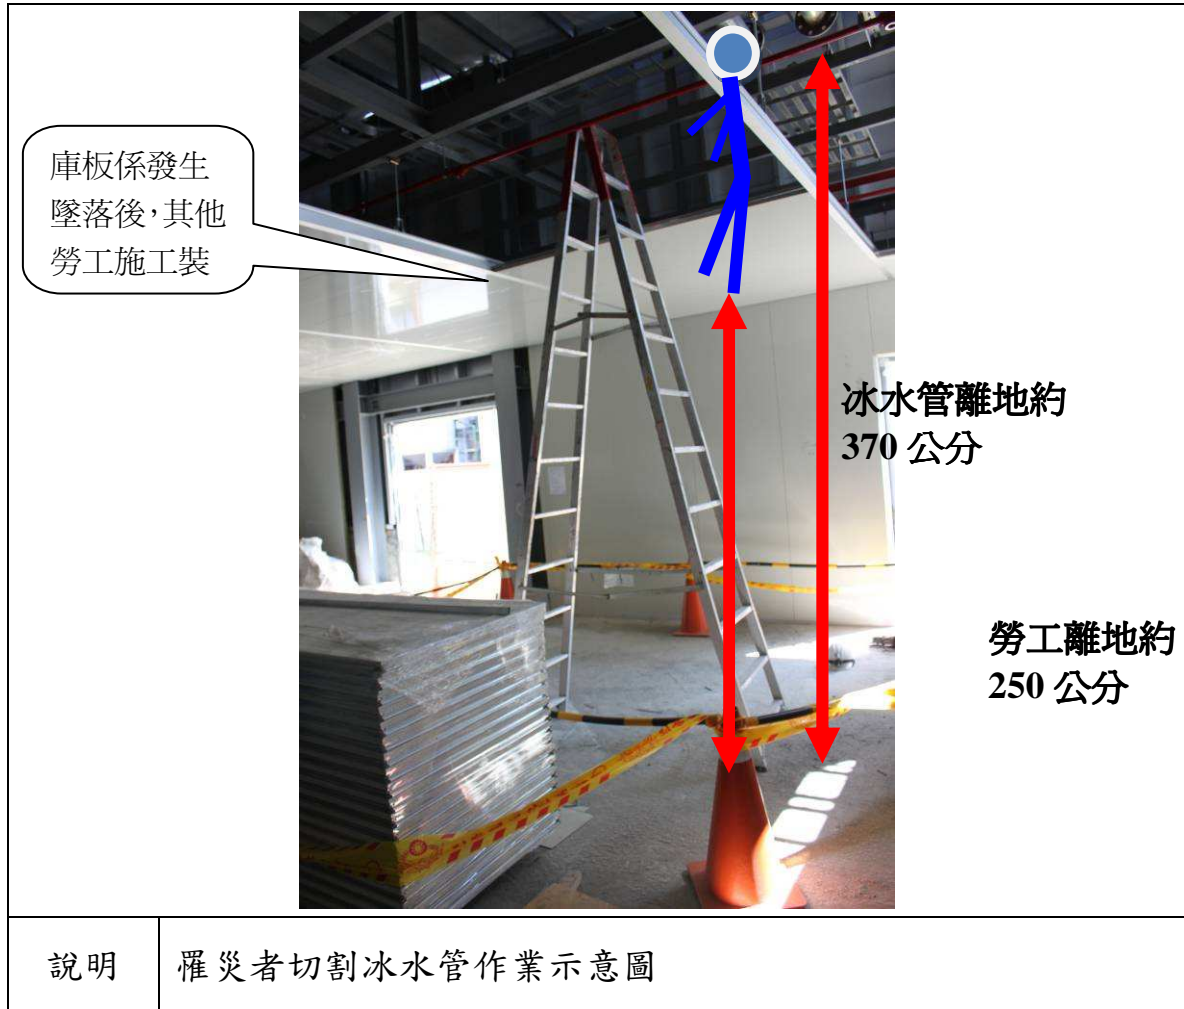 庫板係發生
墜落後，其他
勞工施工裝
冰水管離地約
370 公分
勞工離地約
250 公分
說明
罹災者切割冰水管作業示意圖